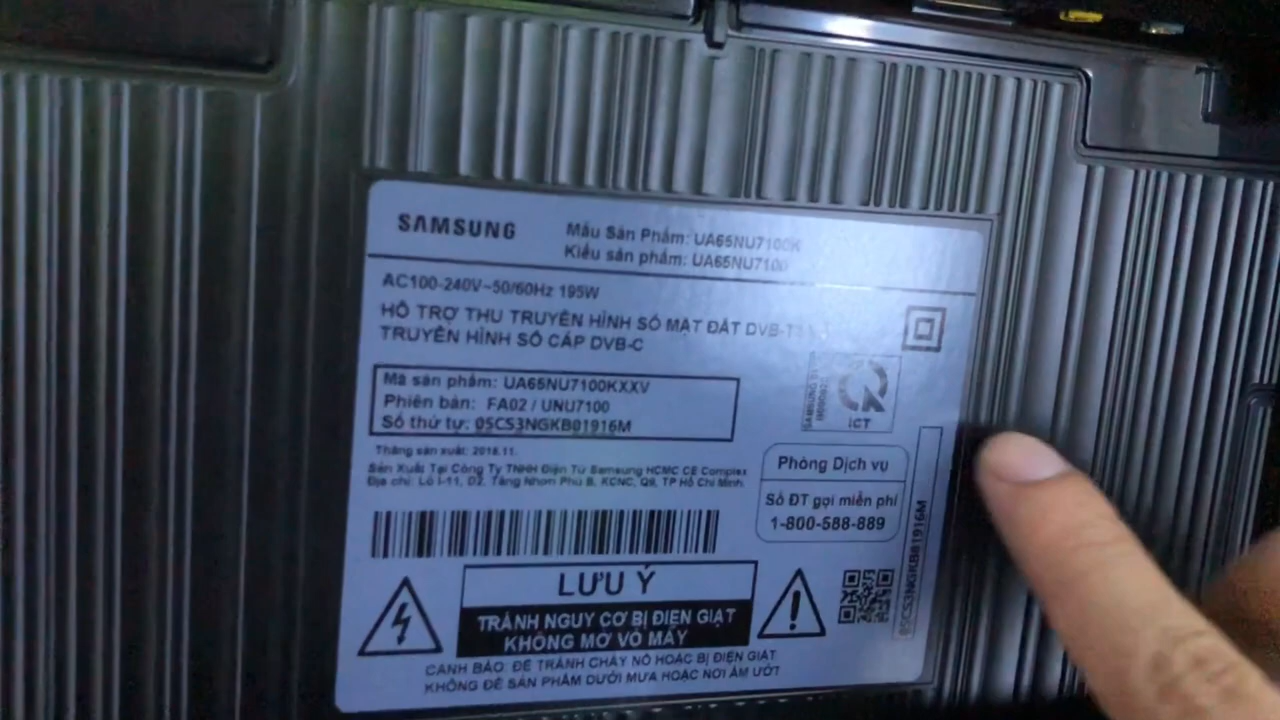 SAMSUNG
Mẫu Sản Phẩm: UA65NU7100K
Kiểu sản phẩm: UA65NU7100
AC100-240V~50/60Hz 195W
HỖ TRỢ THU TRUYỀN HÌNH SỐ MẶT ĐẤT DVB-T
TRUYỀN HÌNH SỐ CÁP DVB-C
Mã sản phẩm: UA65NU7100KXXV
Phiên bản: FA02 / UNU7100
Số thứ tự: 05CS3NGKB01916M
Tháng sản xuất: 2018.11.
Sản Xuất Tại Công Ty TNHH Điện Tử Samsung HCMC CE Complex
Địa chỉ: Lô I-11, D2, Tăng Nhơn Phú B, KCNC, Q9, TP Hồ Chí Minh
ICT
Phòng Dịch vụ
Số ĐT gọi miễn phí
1-800-588-889
05CS3NGKB01916M
LƯU Ý
TRÁNH NGUY CƠ BỊ ĐIỆN GIẬT
KHÔNG MỞ VỎ MÁY
CẢNH BÁO: ĐỂ TRÁNH CHÁY NỔ HOẶC BỊ ĐIỆN GIẬT
KHÔNG ĐỂ SẢN PHẨM DƯỚI MƯA HOẶC NƠI ẨM ƯỚT